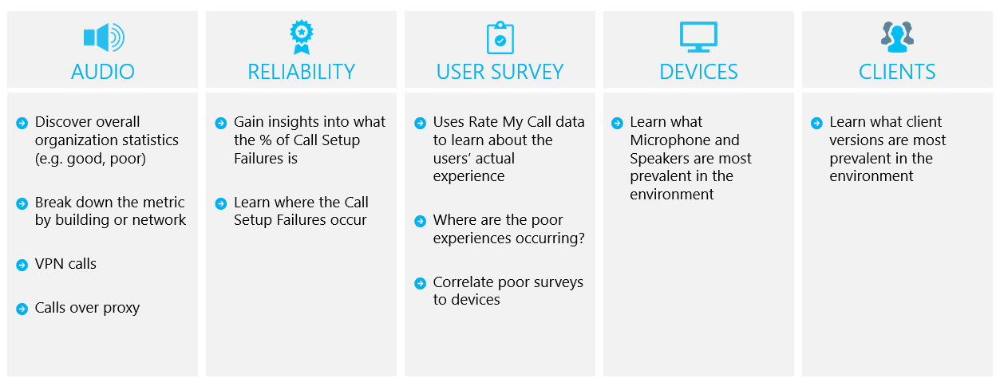 AUDIO
Discover overall
organization statistics
(e.g. good, poor)
Break down the metric
by building or network
VPN calls
Calls over proxy
RELIABILITY
Gain insights into what
the % of Call Setup
Failures is
Learn where the Call
Setup Failures occur
USER SURVEY
Uses Rate My Call data
to learn about the
users’ actual
experience
Where are the poor
experiences occurring?
Correlate poor surveys
to devices
DEVICES
Learn what
Microphone and
Speakers are most
prevalent in the
environment
CLIENTS
Learn what client
versions are most
prevalent in the
environment